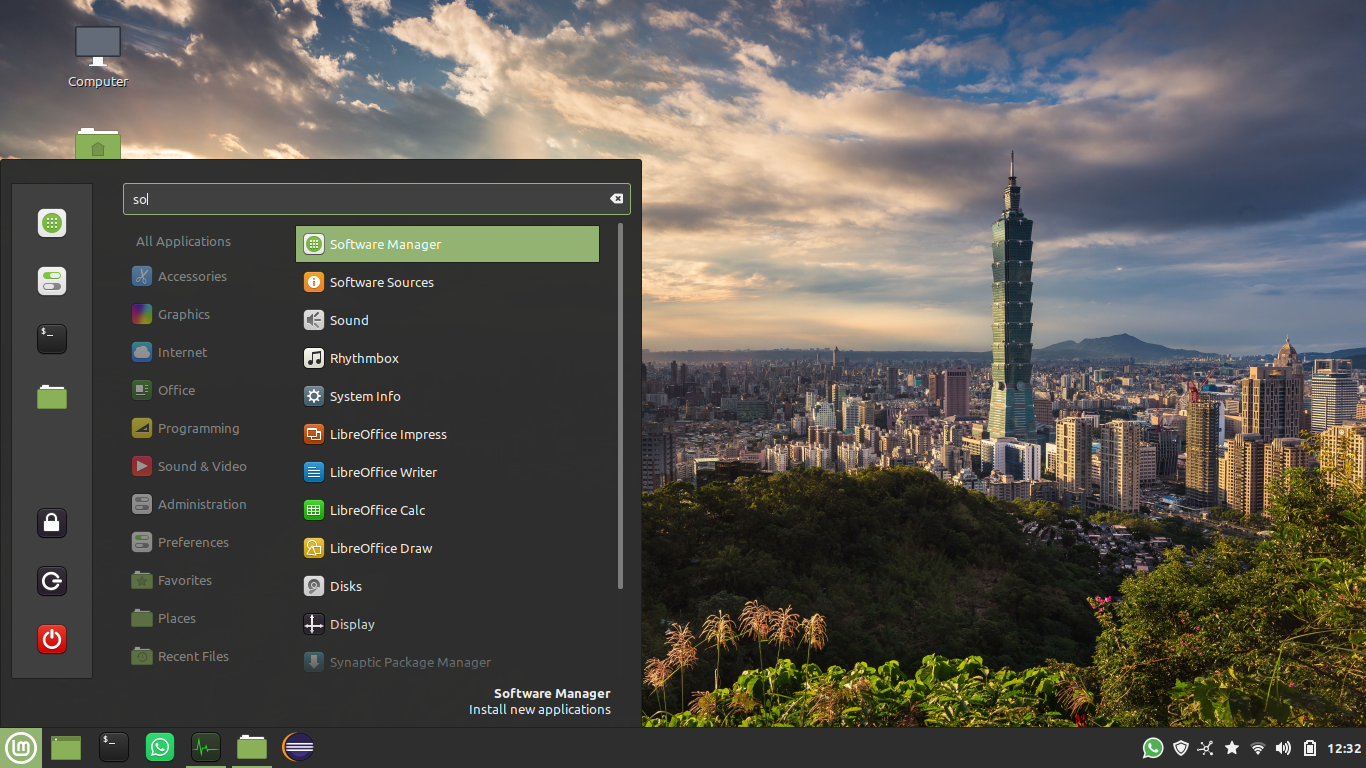 Computer
so
All Applications
Accessories
Graphics
Internet
Office
Programming
Sound & Video
Administration
Preferences
Favorites
Places
Recent Files
Software Manager
Software Sources
Sound
Rhythmbox
System Info
LibreOffice Impress
LibreOffice Writer
LibreOffice Calc
LibreOffice Draw
Disks
Display
Synaptic Package Manager
Software Manager
Install new applications
12:32